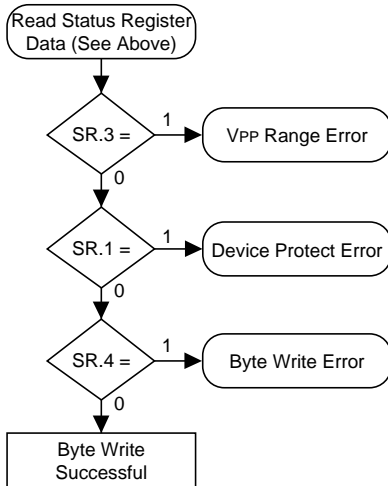 Read Status Register
Data (See Above)
SR.3 =
1
VPP Range Error
0
SR.1 =
1
Device Protect Error
0
SR.4 =
1
Byte Write Error
0
Byte Write
Successful